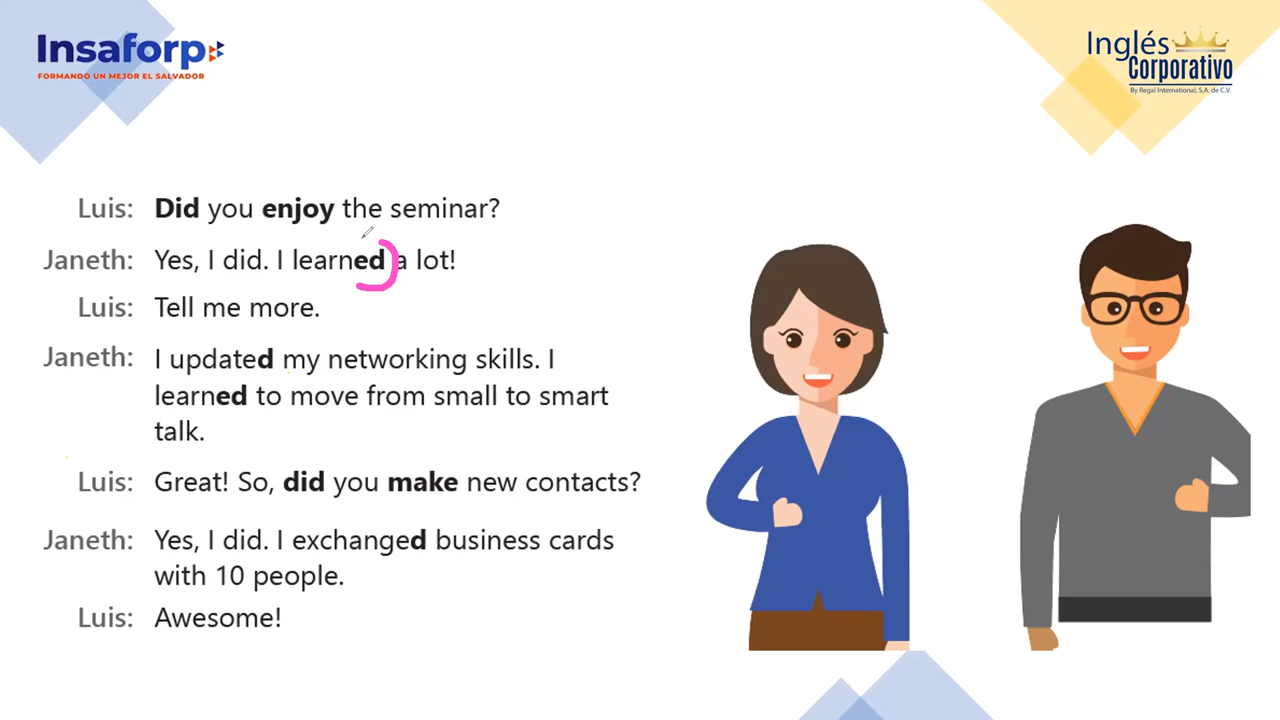 Insaforp
FORMANDO UN MEJOR EL SALVADOR
Inglés
Corporativo
By Regal International, S.A. de C.V.
Luis: Did you enjoy the seminar?
Janeth: Yes, I did. I learned a lot!
Luis: Tell me more.
Janeth: I updated my networking skills. I
learned to move from small to smart
talk.
Luis: Great! So, did you make new contacts?
Janeth: Yes, I did. I exchanged business cards
with 10 people.
Luis: Awesome!